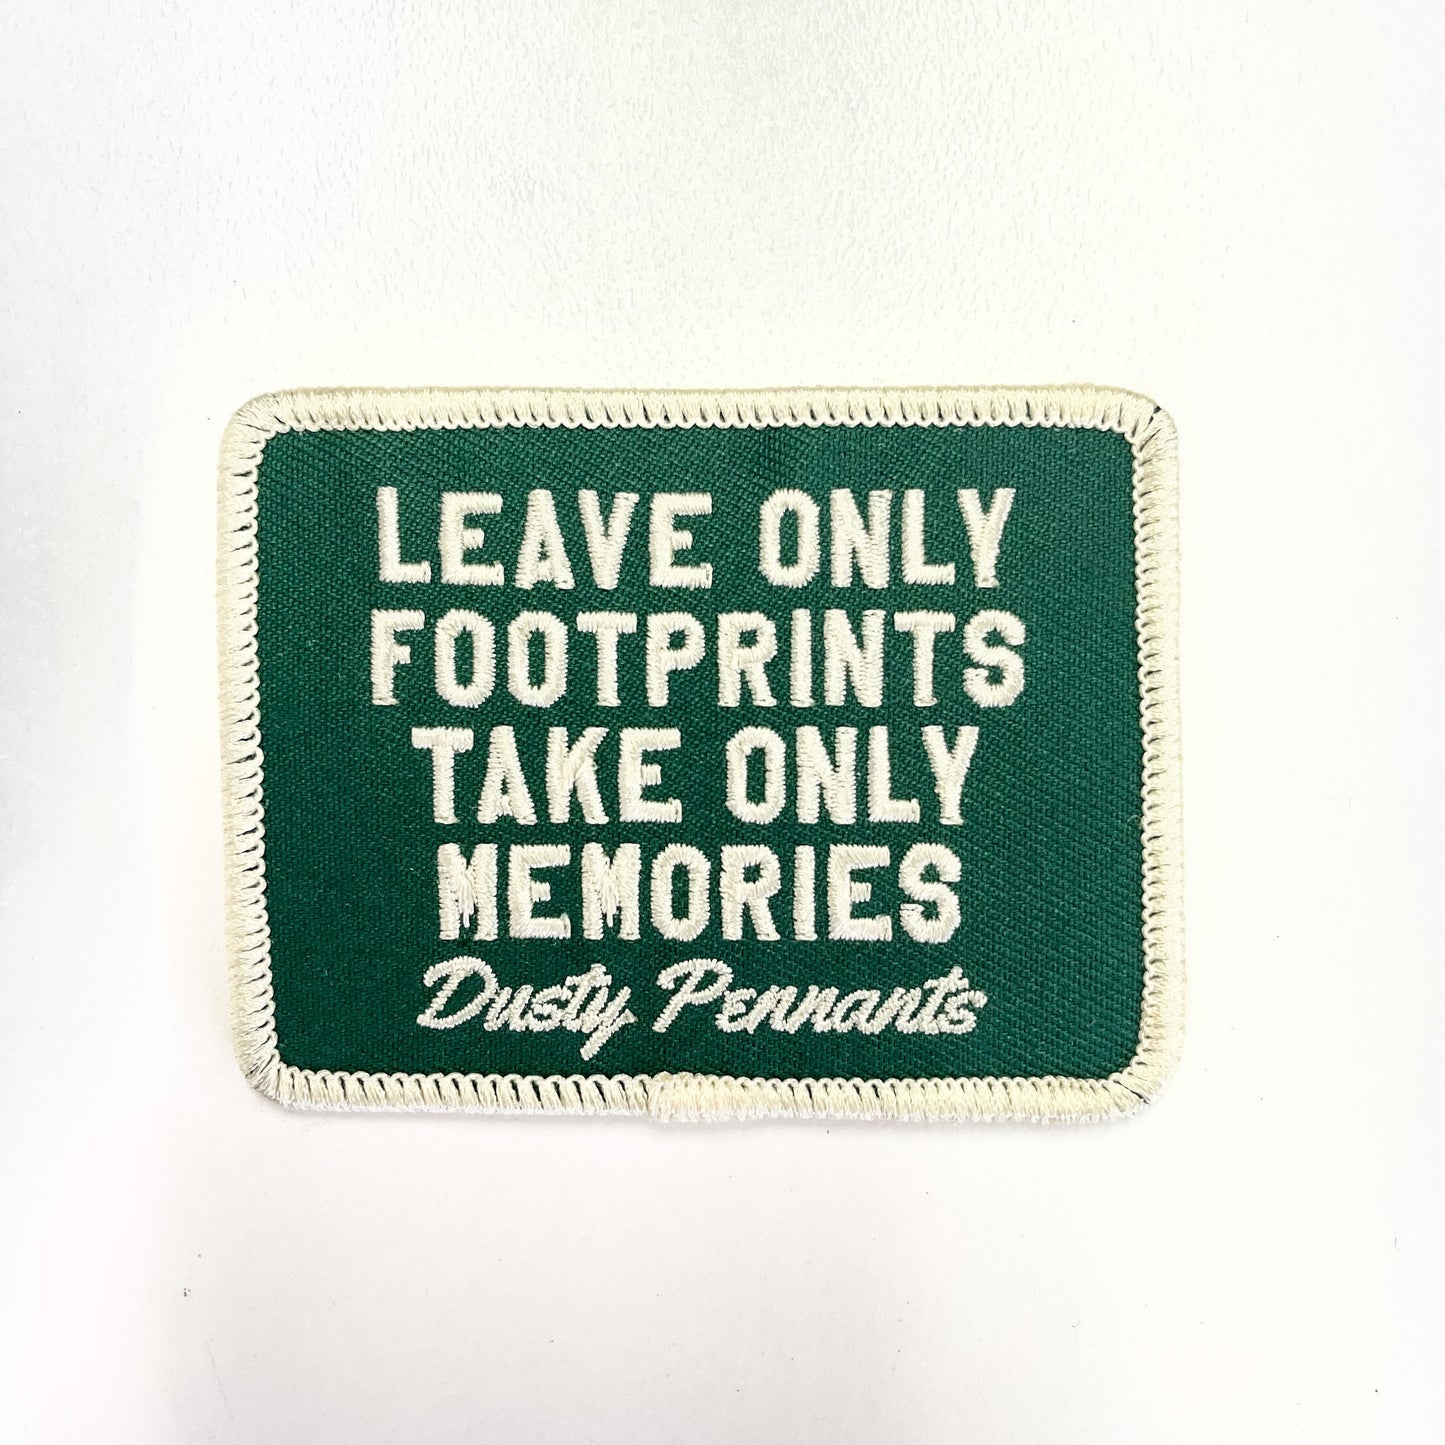 LEAVE ONLY
FOOTPRINTS
TAKE ONLY
MEMORIES
Dusty Pennants